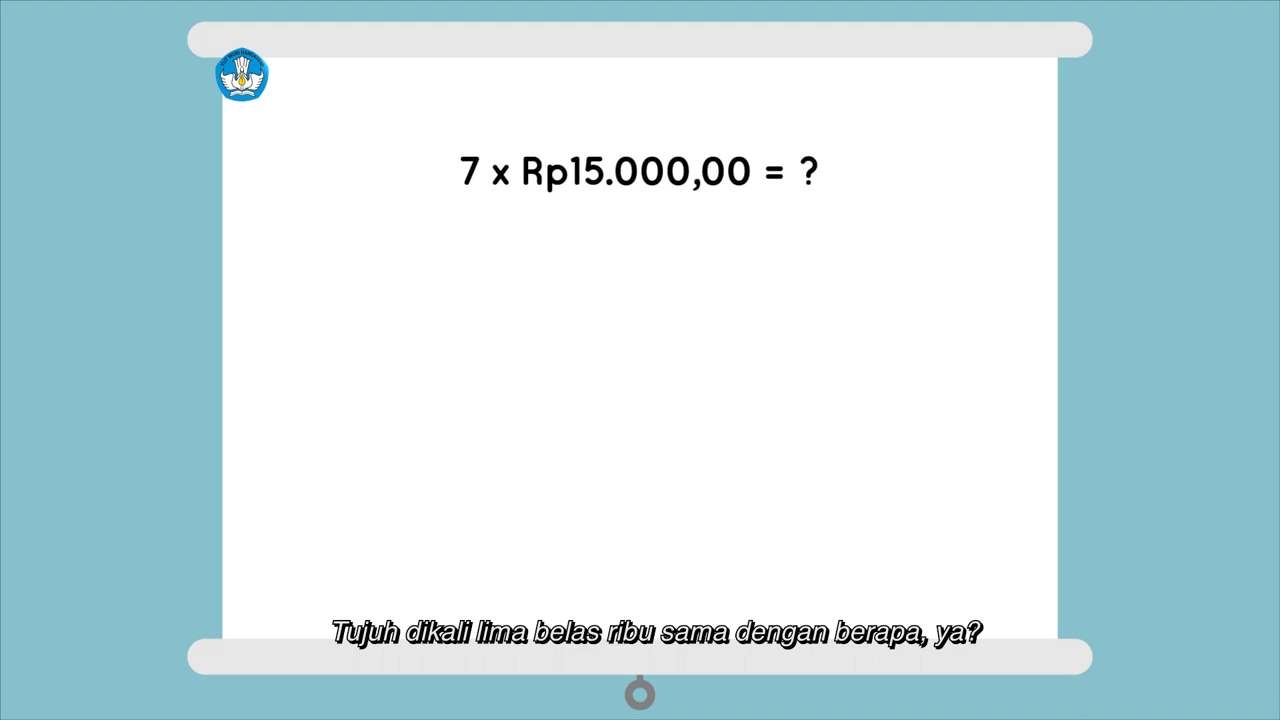 7 x Rp15.000,00 = ?
Tujuh dikali lima belas ribu sama dengan berapa, ya?